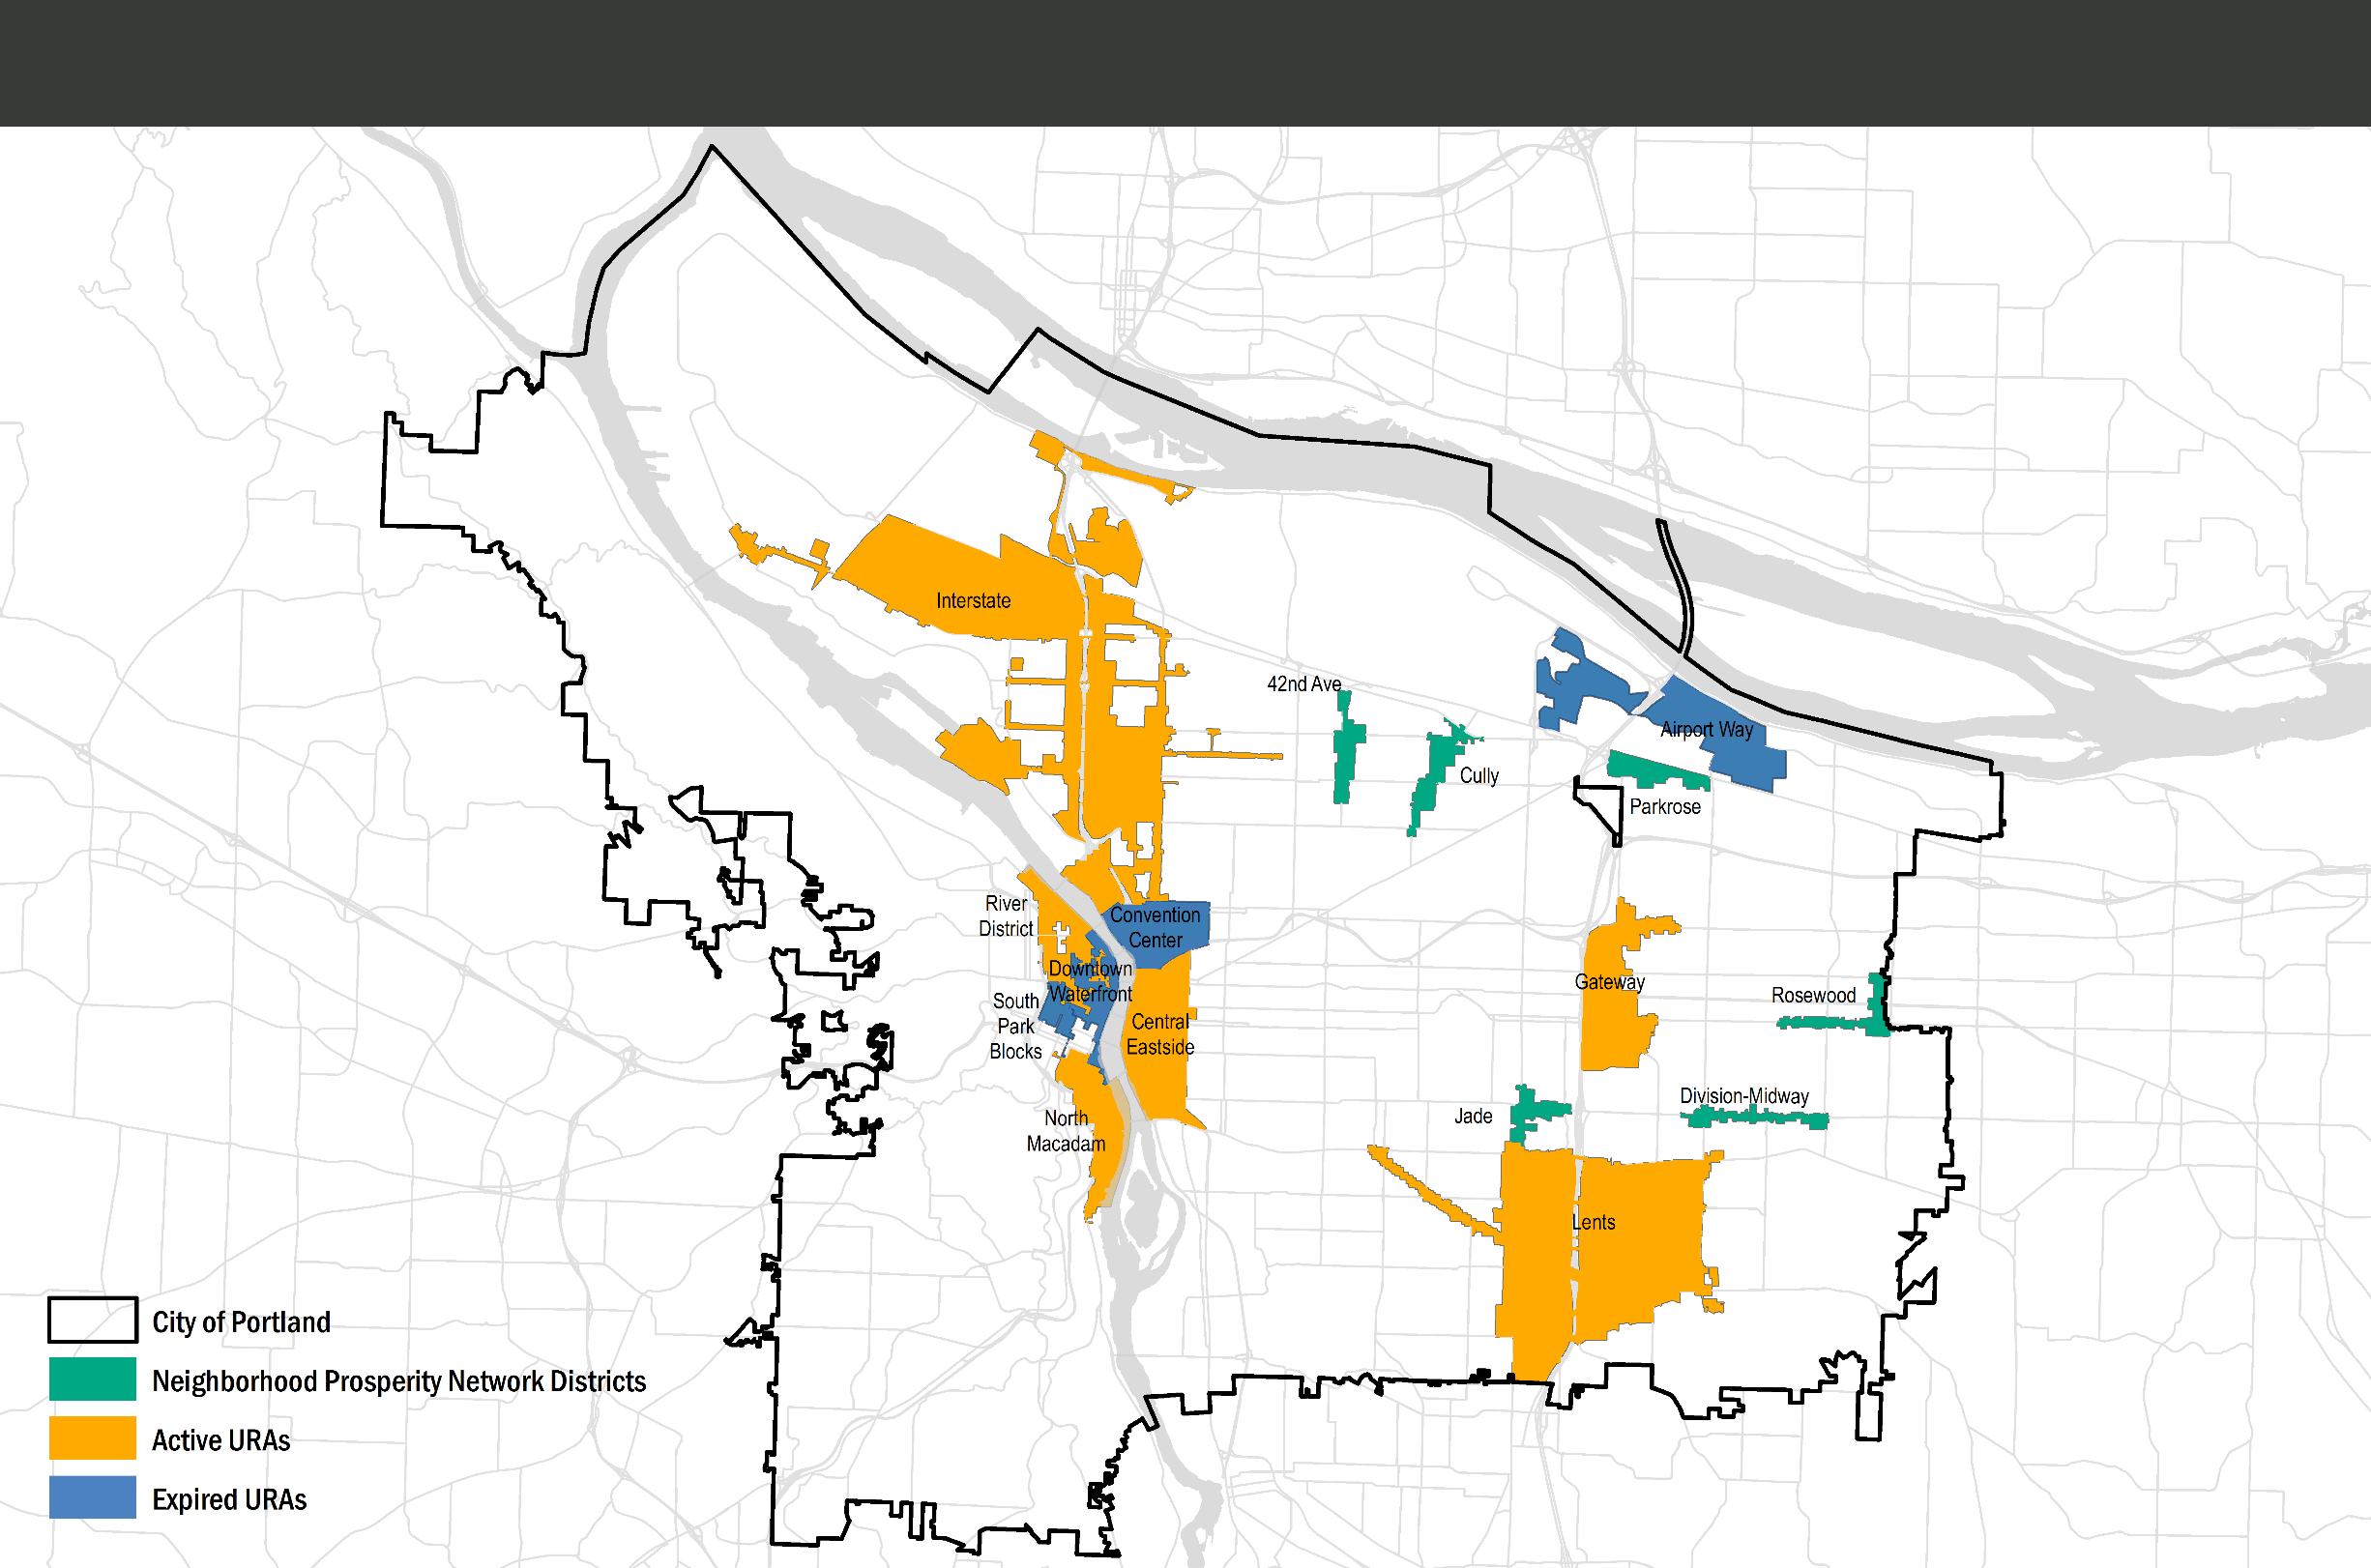 Interstate
42nd Ave
Airport Way
Cully
Parkrose
River
District
Convention
Center
Downtown
Waterfront
South
Park
Blocks
Central
Eastside
Gateway
Rosewood
Division-Midway
Jade
North
Macadam
Lents
City of Portland
Neighborhood Prosperity Network Districts
Active URAs
Expired URAs